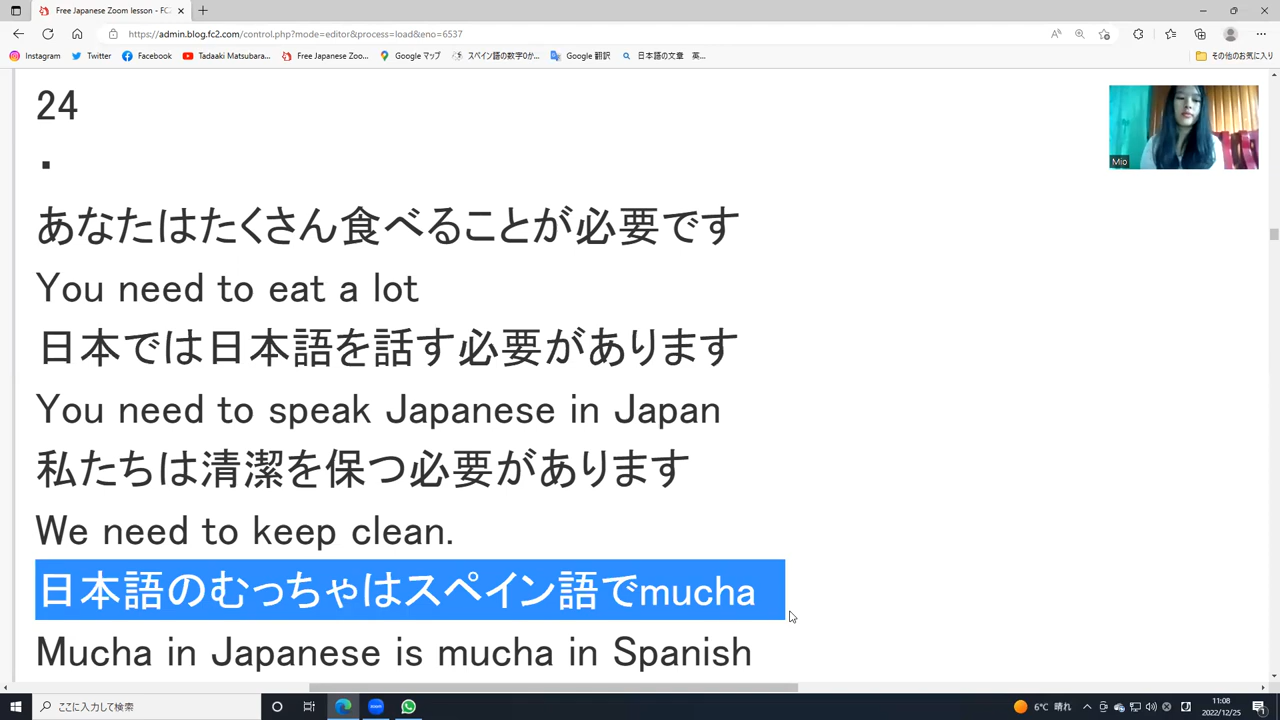 Free Japanese Zoom lesson - FC2
https://admin.blog.fc2.com/control.php?mode=editor&process=load&eno=6537
Instagram Twitter Facebook Tadaaki Matsubara... Free Japanese Zoo... Google マップ スペイン語の数字0か... Google 翻訳 日本語の文章 英... その他のお気に入り
24
.
あなたはたくさん食べることが必要です
You need to eat a lot
日本では日本語を話す必要があります
You need to speak Japanese in Japan
私たちは清潔を保つ必要があります
We need to keep clean.
日本語のむっちゃはスペイン語でmucha
Mucha in Japanese is mucha in Spanish
Mio
ここに入力して検索
6°C 晴れ
11:08
2022/12/25